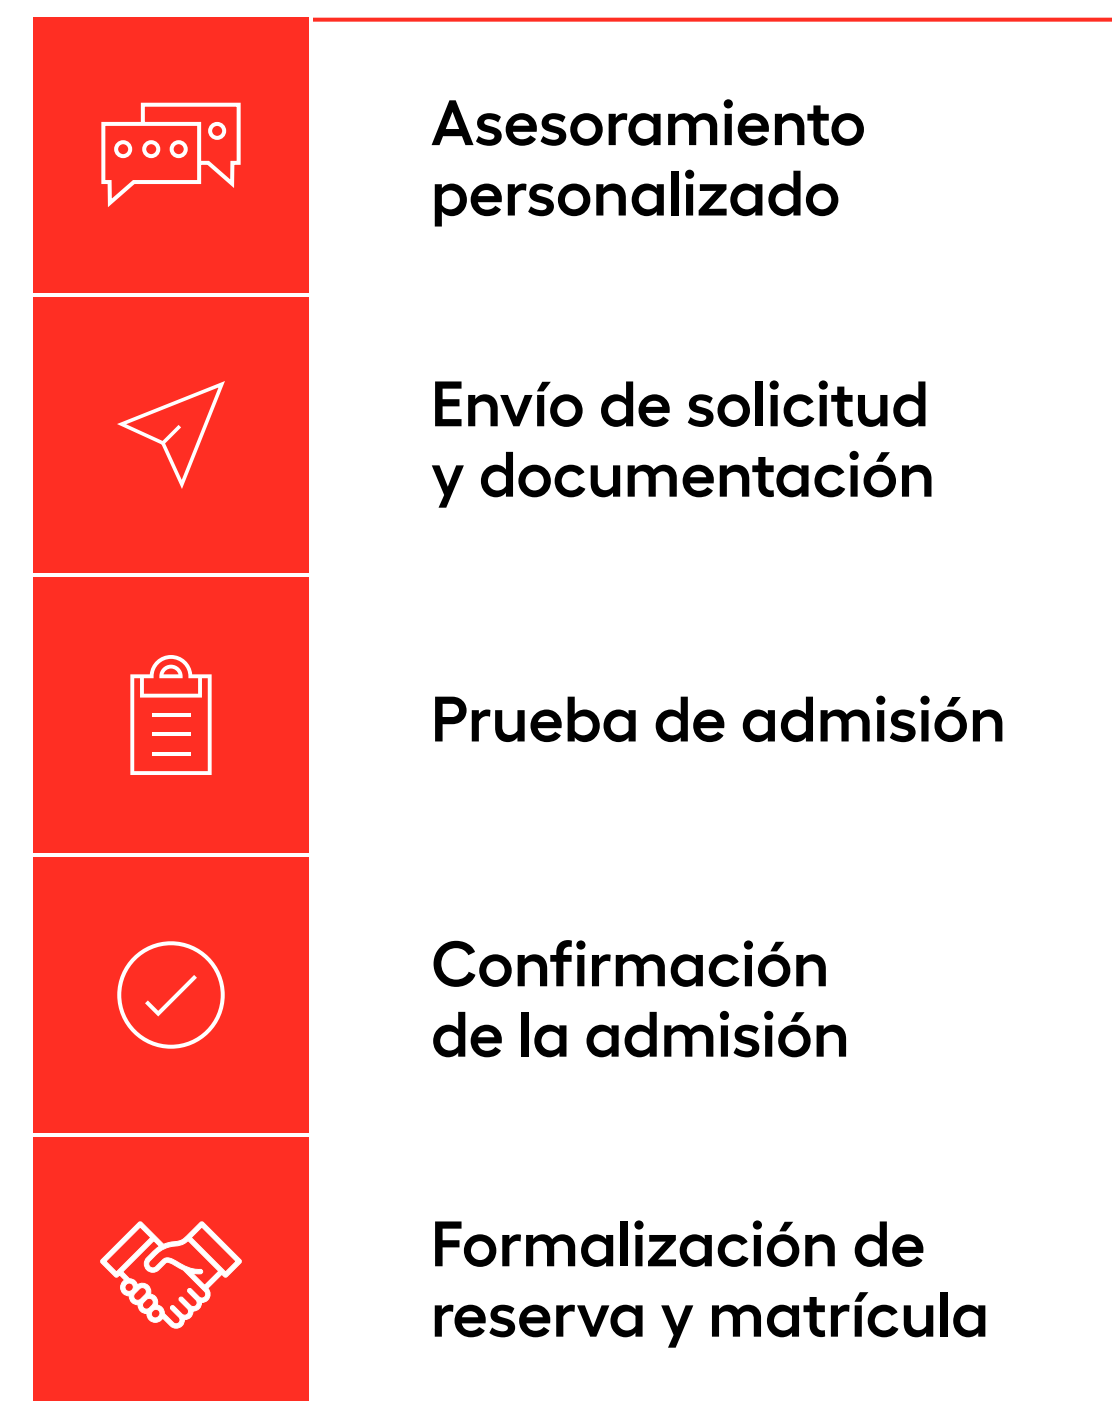 Asesoramiento
personalizado
Envío de solicitud
y documentación
Prueba de admisión
Confirmación
de la admisión
Formalización de
reserva y matrícula